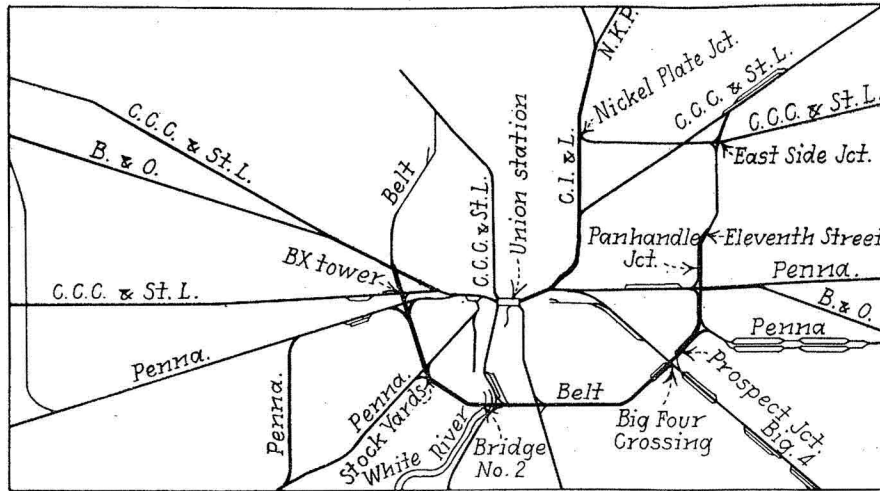 N.K.P.
Nickel Plate Jct.
C.C.C. & St. L.
C.C.C. & St.L.
East Side Jct.
C.C.C. & St. L.
B. & O.
Belt
C.C.C. & St.L.
Union station
C.I. & L.
Panhandle
Jct.
Eleventh Street
BX tower
C.C.C. & St. L.
Penna.
B. & O.
Penna
Penna.
Penna.
Penna.
Stock Yards
White River
Bridge
No. 2
Belt
Big Four
Crossing
Prospect Jct.
Big. 4